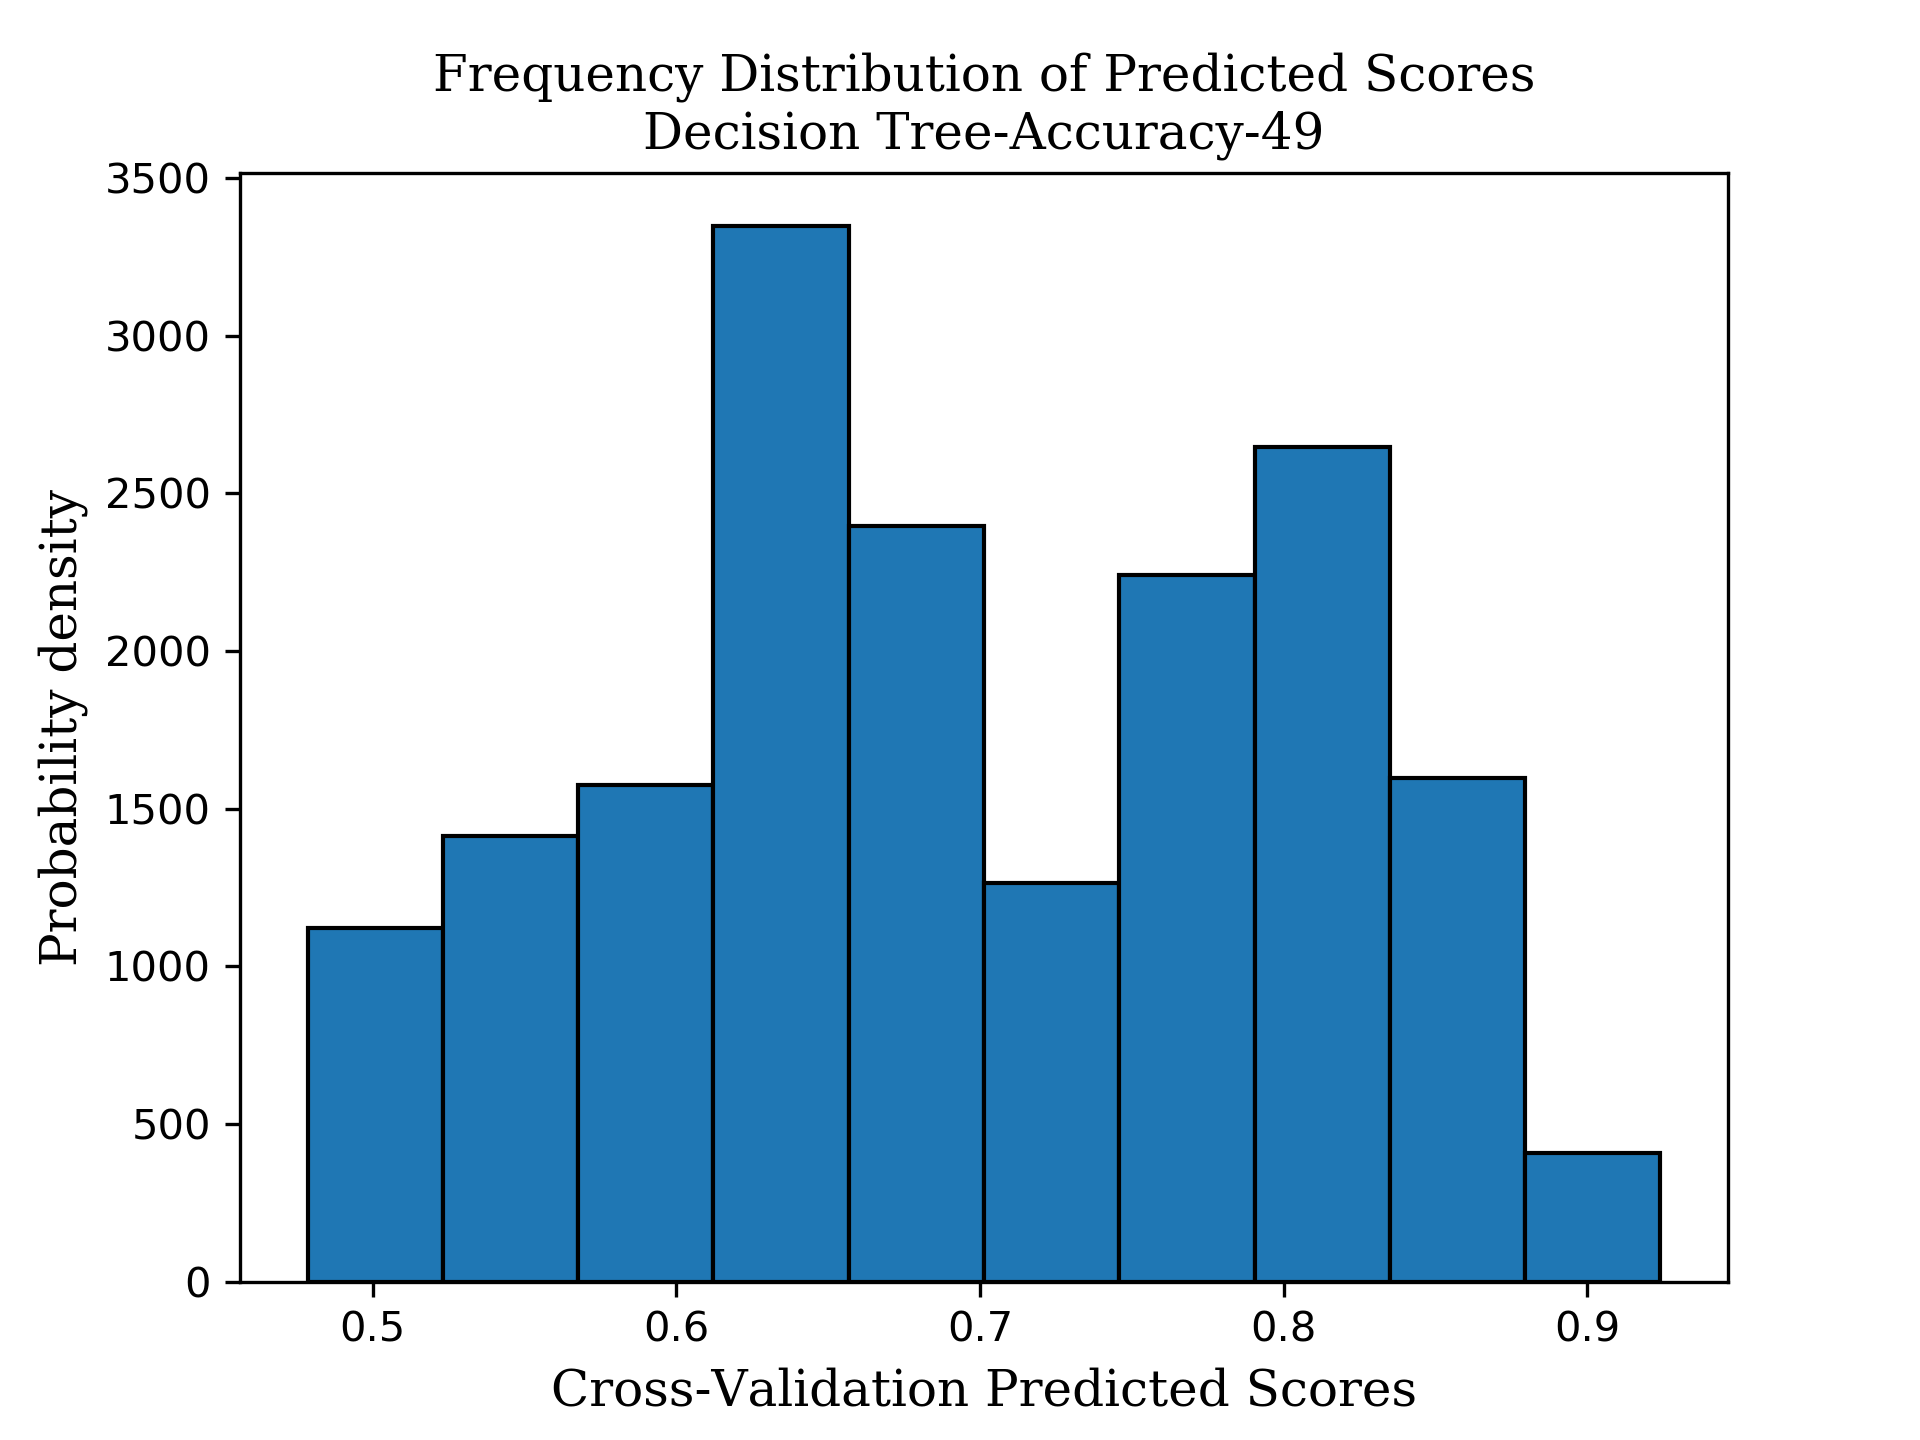 Frequency Distribution of Predicted Scores
Decision Tree-Accuracy-49
3500
3000
2500
2000
1500
1000
500
0
Probability density
0.5 0.6 0.7 0.8 0.9
Cross-Validation Predicted Scores